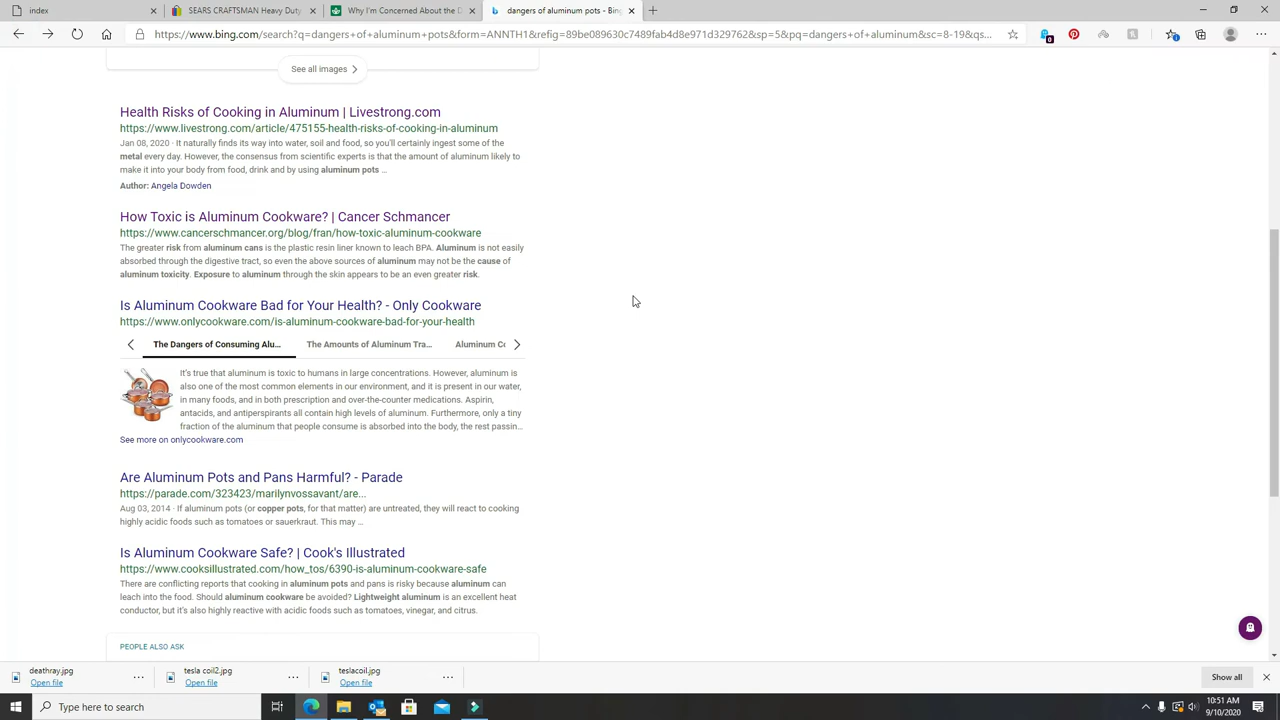 index
SEARS CRAFTSMAN Heavy Duty
Why I'm Concerned About the D
dangers of aluminum pots - Bing
https://www.bing.com/search?q=dangers+of+aluminum+pots&form=ANNTH1&refig=89be089630c7489fab4d8e971d329762&sp=5&pq=dangers+of+aluminum&sc=8-19&qs...
See all images
Health Risks of Cooking in Aluminum | Livestrong.com
https://www.livestrong.com/article/475155-health-risks-of-cooking-in-aluminum
Jan 08, 2020 · It naturally finds its way into water, soil and food, so you'll certainly ingest some of the
metal every day. However, the consensus from scientific experts is that the amount of aluminum likely to
make it into your body from food, drink and by using aluminum pots ...
Author: Angela Dowden
How Toxic is Aluminum Cookware? | Cancer Schmancer
https://www.cancerschmancer.org/blog/fran/how-toxic-aluminum-cookware
The greater risk from aluminum cans is the plastic resin liner known to leach BPA. Aluminum is not easily
absorbed through the digestive tract, so even the above sources of aluminum may not be the cause of
aluminum toxicity. Exposure to aluminum through the skin appears to be an even greater risk.
Is Aluminum Cookware Bad for Your Health? - Only Cookware
https://www.onlycookware.com/is-aluminum-cookware-bad-for-your-health
The Dangers of Consuming Alu... The Amounts of Aluminum Tra... Aluminum Cc
It's true that aluminum is toxic to humans in large concentrations. However, aluminum is
also one of the most common elements in our environment, and it is present in our water,
in many foods, and in both prescription and over-the-counter medications. Aspirin,
antacids, and antiperspirants all contain high levels of aluminum. Furthermore, only a tiny
fraction of the aluminum that people consume is absorbed into the body, the rest passin...
See more on onlycookware.com
Are Aluminum Pots and Pans Harmful? - Parade
https://parade.com/323423/marilynvossavant/are...
Aug 03, 2014 · If aluminum pots (or copper pots, for that matter) are untreated, they will react to cooking
highly acidic foods such as tomatoes or sauerkraut. This may ...
Is Aluminum Cookware Safe? | Cook's Illustrated
https://www.cooksillustrated.com/how_tos/6390-is-aluminum-cookware-safe
There are conflicting reports that cooking in aluminum pots and pans is risky because aluminum can
leach into the food. Should aluminum cookware be avoided? Lightweight aluminum is an excellent heat
conductor, but it's also highly reactive with acidic foods such as tomatoes, vinegar, and citrus.
PEOPLE ALSO ASK
deathray.jpg
Open file
tesla coil2.jpg
Open file
teslacoil.jpg
Open file
Show all
Type here to search
10:51 AM
9/10/2020